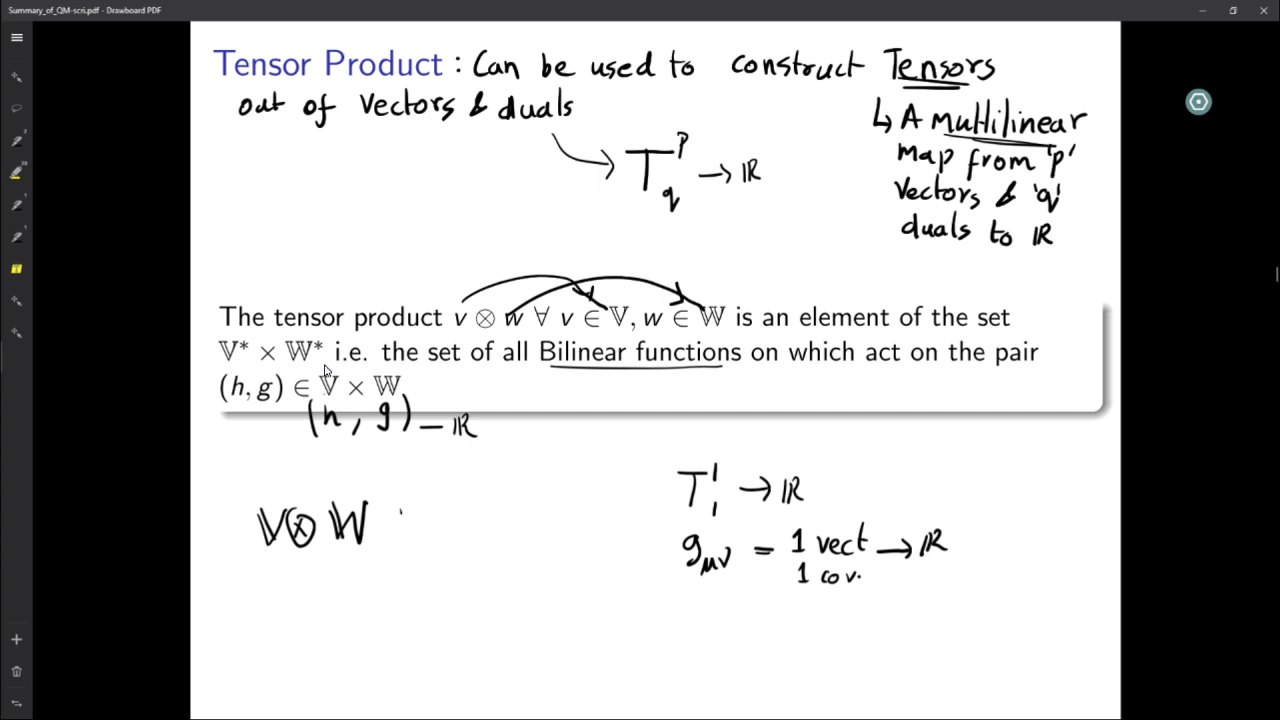 Summary_of_QM-scri.pdf - Drawboard PDF
Tensor Product : Can be used to construct Tensors
out of Vectors & duals
↳ A multilinear
map from 'p'
Vectors & 'q'
duals to ℝ
T^p_q → ℝ
The tensor product v ⊗ w ∀ v ∈ 𝕍, w ∈ 𝕎 is an element of the set
𝕍* × 𝕎* i.e. the set of all Bilinear functions on which act on the pair
(h, g) ∈ 𝕍 × 𝕎
(h, g) – ℝ
𝕍 ⊗ 𝕎
T^1_1 → ℝ
g_μν = 1 vect → ℝ
1 cov.